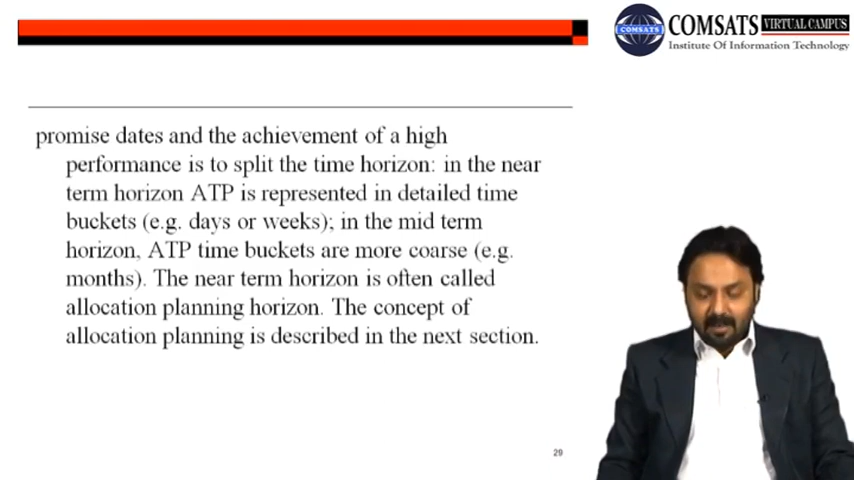 COMSATS
COMSATS VIRTUAL CAMPUS
Institute Of Information Technology
promise dates and the achievement of a high
performance is to split the time horizon: in the near
term horizon ATP is represented in detailed time
buckets (e.g. days or weeks); in the mid term
horizon, ATP time buckets are more coarse (e.g.
months). The near term horizon is often called
allocation planning horizon. The concept of
allocation planning is described in the next section.
29